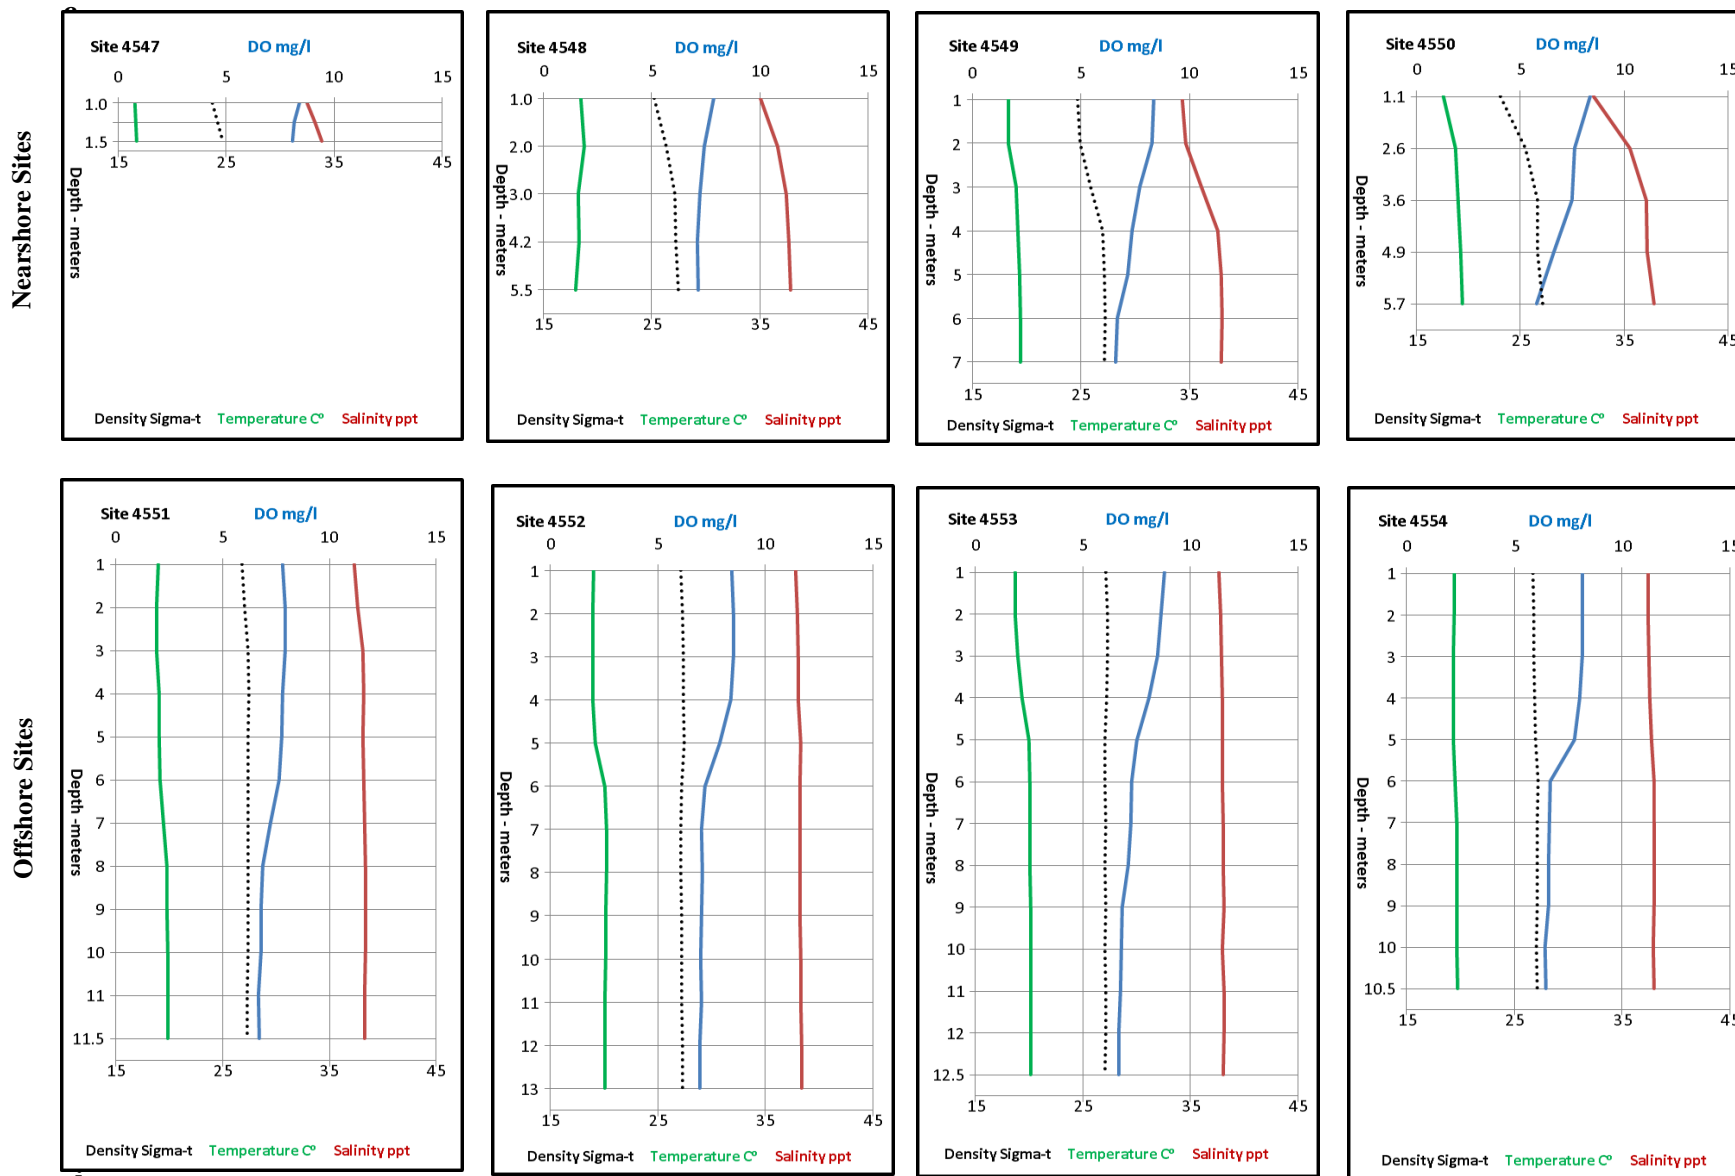 Nearshore Sites
Site 4547 DO mg/l
0 5 10 15
1.0
1.5
15 25 35 45
Depth - meters
Density Sigma-t Temperature C° Salinity ppt
Site 4548 DO mg/l
0 5 10 15
1.0
2.0
3.0
4.2
5.5
15 25 35 45
Depth - meters
Density Sigma-t Temperature C° Salinity ppt
Site 4549 DO mg/l
0 5 10 15
1
2
3
4
5
6
7
15 25 35 45
Depth - meters
Density Sigma-t Temperature C° Salinity ppt
Site 4550 DO mg/l
0 5 10 15
1.1
2.6
3.6
4.9
5.7
15 25 35 45
Depth - meters
Density Sigma-t Temperature C° Salinity ppt
Offshore Sites
Site 4551 DO mg/l
0 5 10 15
1
2
3
4
5
6
7
8
9
10
11
11.5
15 25 35 45
Depth -meters
Density Sigma-t Temperature C° Salinity ppt
Site 4552 DO mg/l
0 5 10 15
1
2
3
4
5
6
7
8
9
10
11
12
13
15 25 35 45
Depth - meters
Density Sigma-t Temperature C° Salinity ppt
Site 4553 DO mg/l
0 5 10 15
1
2
3
4
5
6
7
8
9
10
11
12
12.5
15 25 35 45
Depth - meters
Density Sigma-t Temperature C° Salinity ppt
Site 4554 DO mg/l
0 5 10 15
1
2
3
4
5
6
7
8
9
10
10.5
15 25 35 45
Depth - meters
Density Sigma-t Temperature C° Salinity ppt